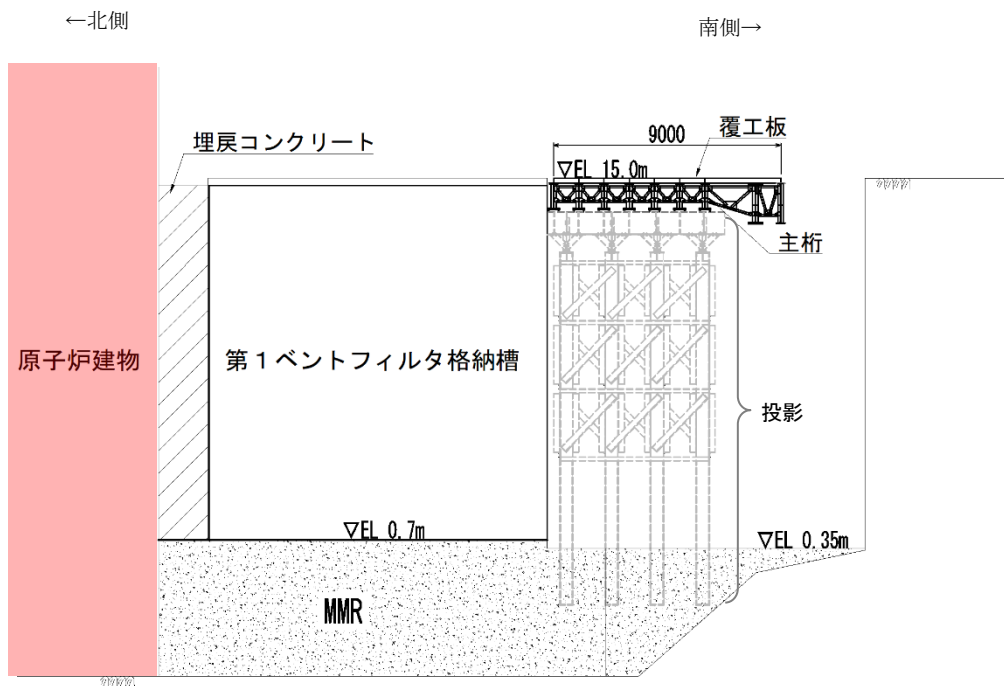 ←北側
南側→
覆工板
9000
埋戻コンクリート
▽EL 15.0m
主桁
原子炉建物
第1ベントフィルタ格納槽
投影
▽EL 0.7m
▽EL 0.35m
MMR